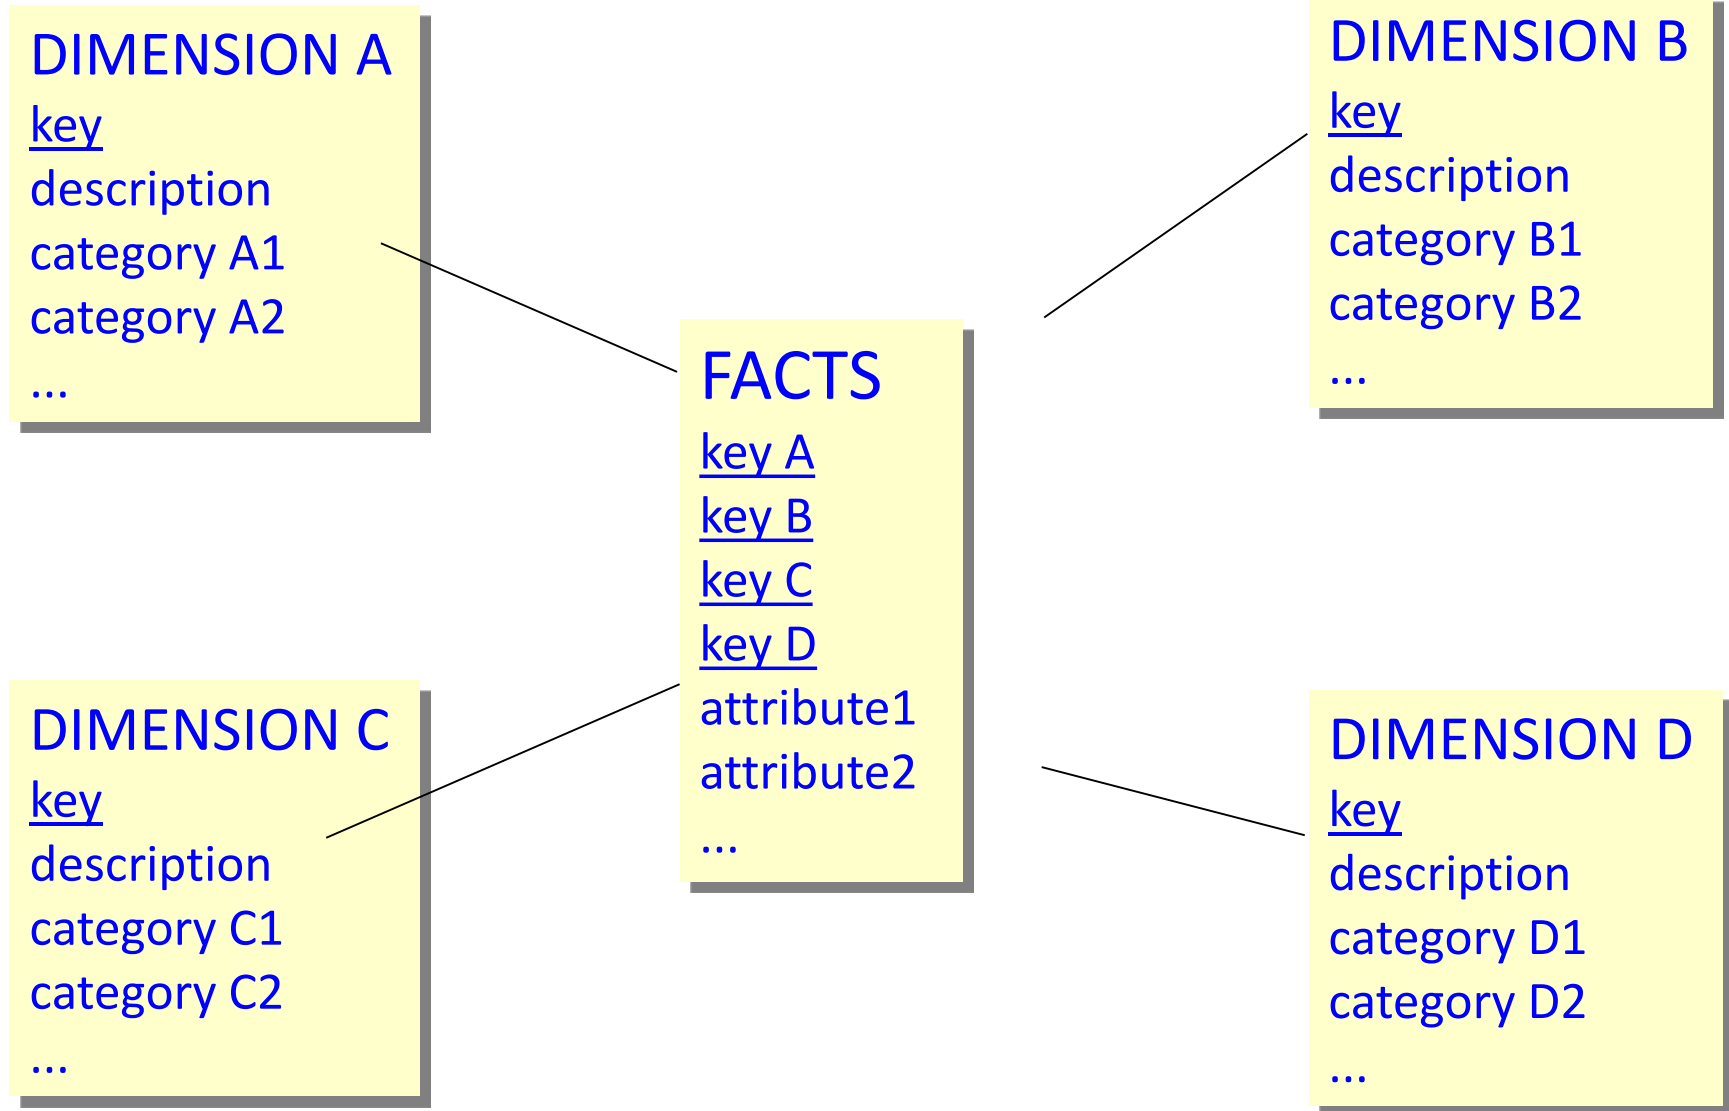 DIMENSION A
key
description
category A1
category A2
...
DIMENSION B
key
description
category B1
category B2
...
FACTS
key A
key B
key C
key D
attribute1
attribute2
...
DIMENSION C
key
description
category C1
category C2
...
DIMENSION D
key
description
category D1
category D2
...